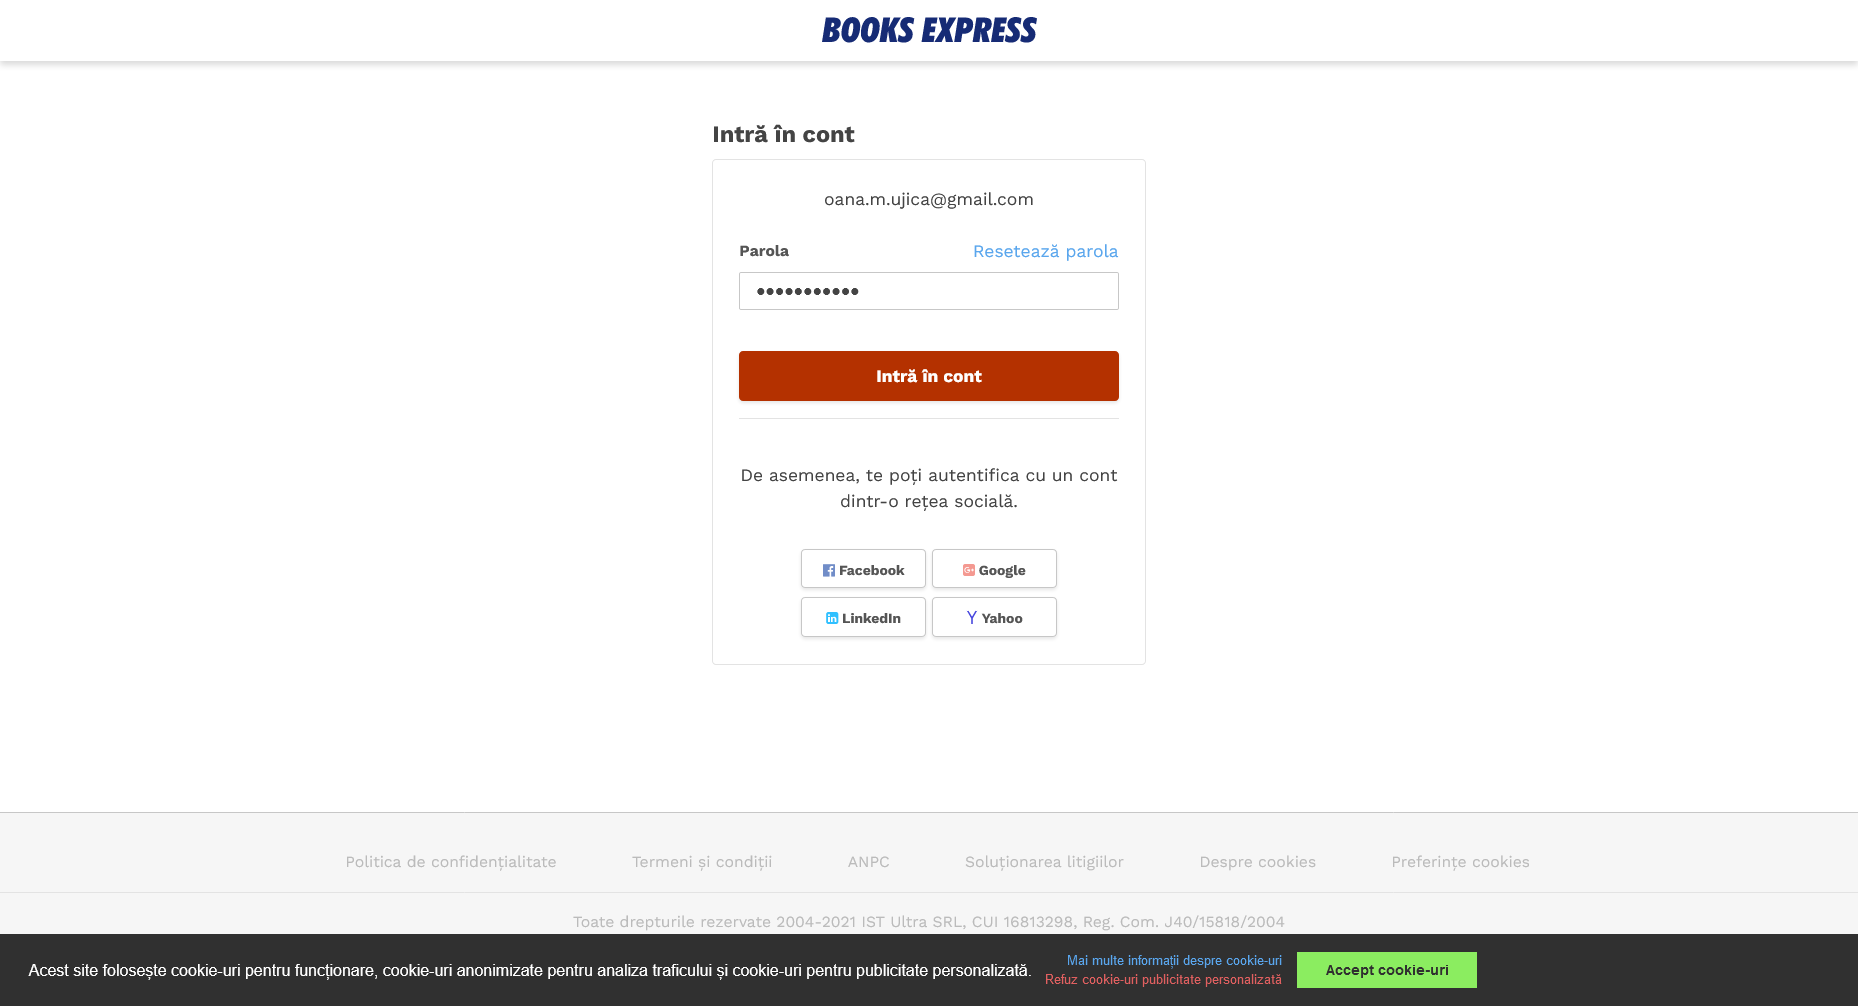 BOOKS EXPRESS
Intră în cont
oana.m.ujica@gmail.com
Parola
Resetează parola
•••••••••••
Intră în cont
De asemenea, te poți autentifica cu un cont
dintr-o rețea socială.
Facebook
Google
LinkedIn
Yahoo
Politica de confidențialitate
Termeni și condiții
ANPC
Soluționarea litigiilor
Despre cookies
Preferințe cookies
Toate drepturile rezervate 2004-2021 IST Ultra SRL, CUI 16813298, Reg. Com. J40/15818/2004
Acest site folosește cookie-uri pentru funcționare, cookie-uri anonimizate pentru analiza traficului și cookie-uri pentru publicitate personalizată.
Mai multe informații despre cookie-uri
Refuz cookie-uri publicitate personalizată
Accept cookie-uri